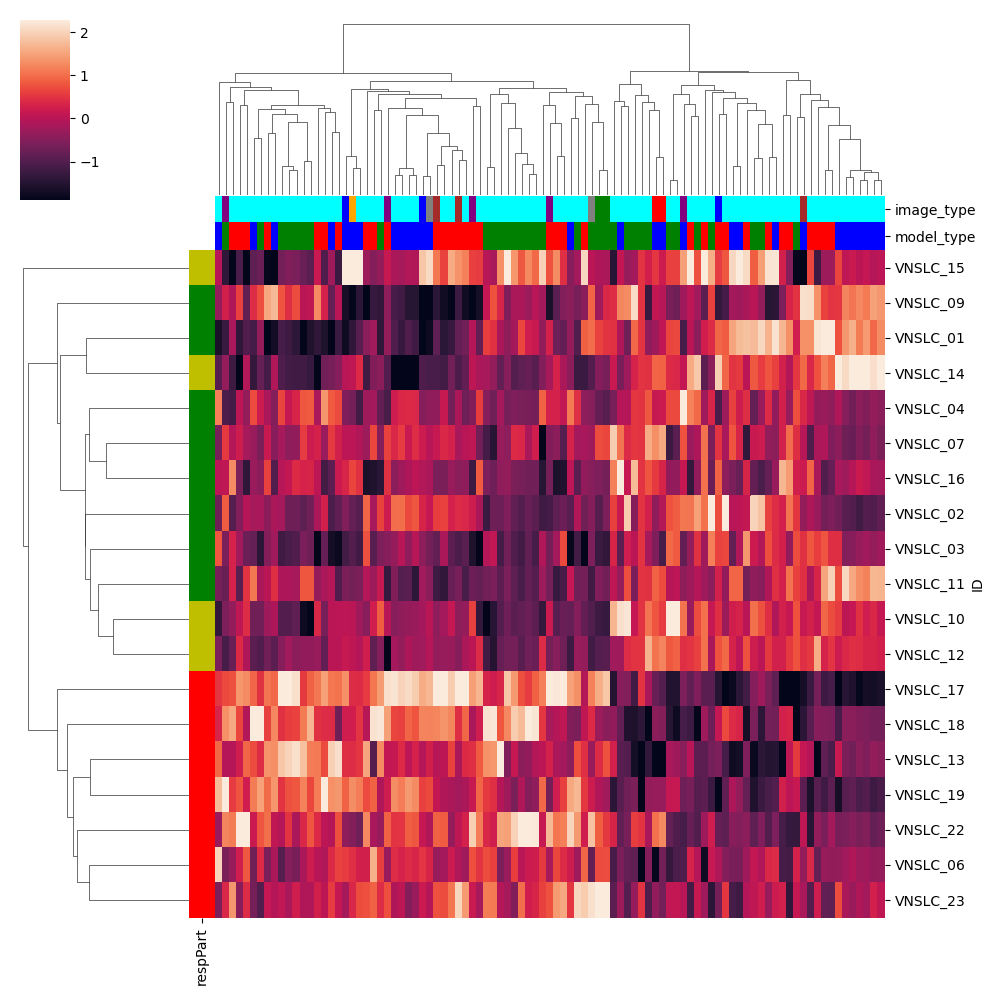 2
1
0
−1
image_type
model_type
VNSLC_15
VNSLC_09
VNSLC_01
VNSLC_14
VNSLC_04
VNSLC_07
VNSLC_16
VNSLC_02
VNSLC_03
VNSLC_11
VNSLC_10
VNSLC_12
VNSLC_17
VNSLC_18
VNSLC_13
VNSLC_19
VNSLC_22
VNSLC_06
VNSLC_23
ID
respPart